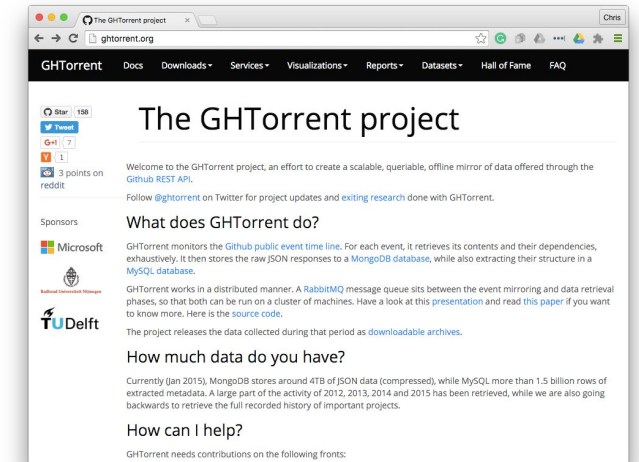 The GHTorrent project
Chris
ghtorrent.org
GHTorrent Docs Downloads Services Visualizations Reports Datasets Hall of Fame FAQ
Star 158
Tweet
G+1 7
Y 1
3 points on
reddit
Sponsors
Microsoft
Radboud Universiteit Nijmegen
TUDelft
The GHTorrent project
Welcome to the GHTorrent project, an effort to create a scalable, queriable, offline mirror of data offered through the
Github REST API.
Follow @ghtorrent on Twitter for project updates and exiting research done with GHTorrent.
What does GHTorrent do?
GHTorrent monitors the Github public event time line. For each event, it retrieves its contents and their dependencies,
exhaustively. It then stores the raw JSON responses to a MongoDB database, while also extracting their structure in a
MySQL database.
GHTorrent works in a distributed manner. A RabbitMQ message queue sits between the event mirroring and data retrieval
phases, so that both can be run on a cluster of machines. Have a look at this presentation and read this paper if you want
to know more. Here is the source code.
The project releases the data collected during that period as downloadable archives.
How much data do you have?
Currently (Jan 2015), MongoDB stores around 4TB of JSON data (compressed), while MySQL more than 1.5 billion rows of
extracted metadata. A large part of the activity of 2012, 2013, 2014 and 2015 has been retrieved, while we are also going
backwards to retrieve the full recorded history of important projects.
How can I help?
GHTorrent needs contributions on the following fronts: